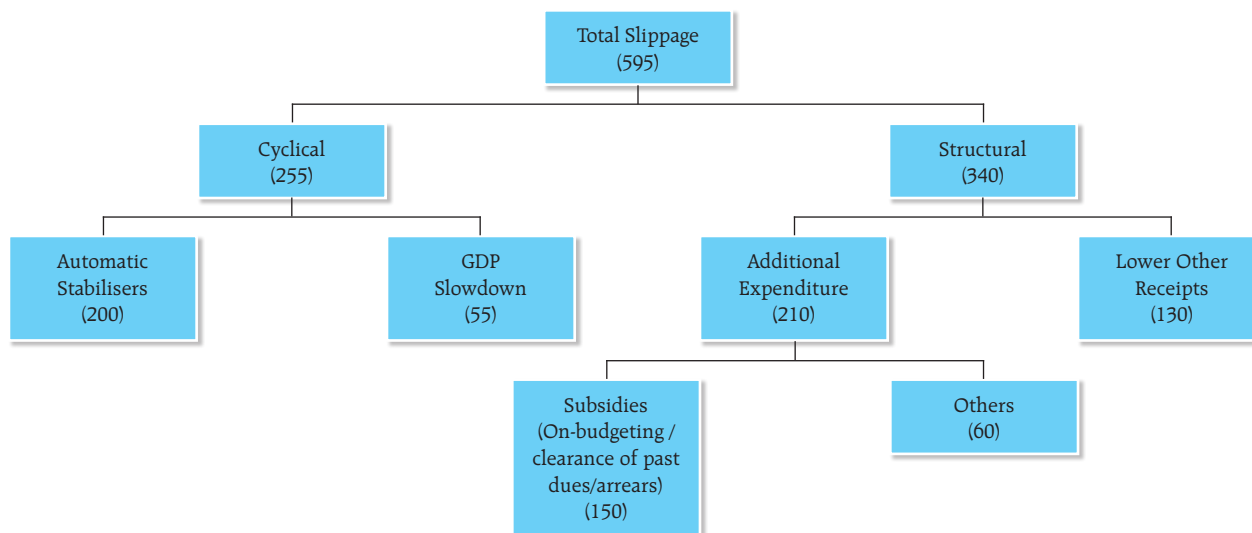 Total Slippage
(595)
Cyclical
(255)
Structural
(340)
Automatic
Stabilisers
(200)
GDP
Slowdown
(55)
Additional
Expenditure
(210)
Lower Other
Receipts
(130)
Subsidies
(On-budgeting /
clearance of past
dues/arrears)
(150)
Others
(60)